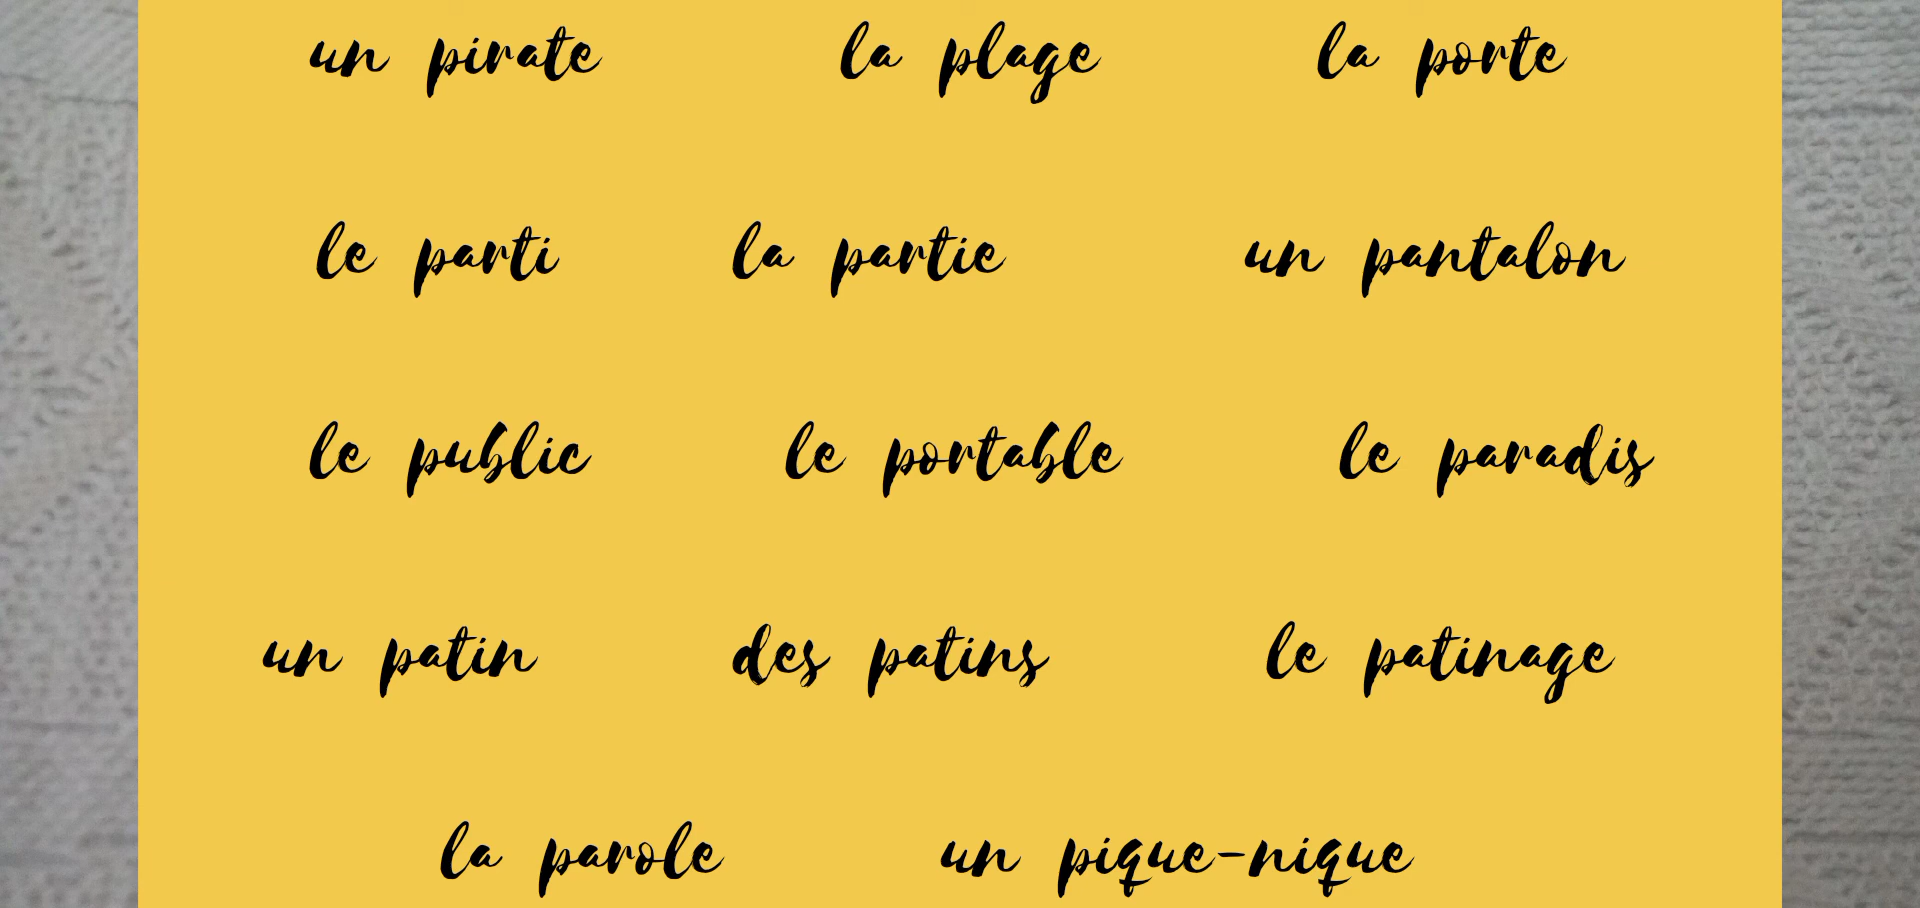 un pirate la plage la porte
le parti la partie un pantalon
le public le portable le paradis
un patin des patins le patinage
la parole un pique-nique